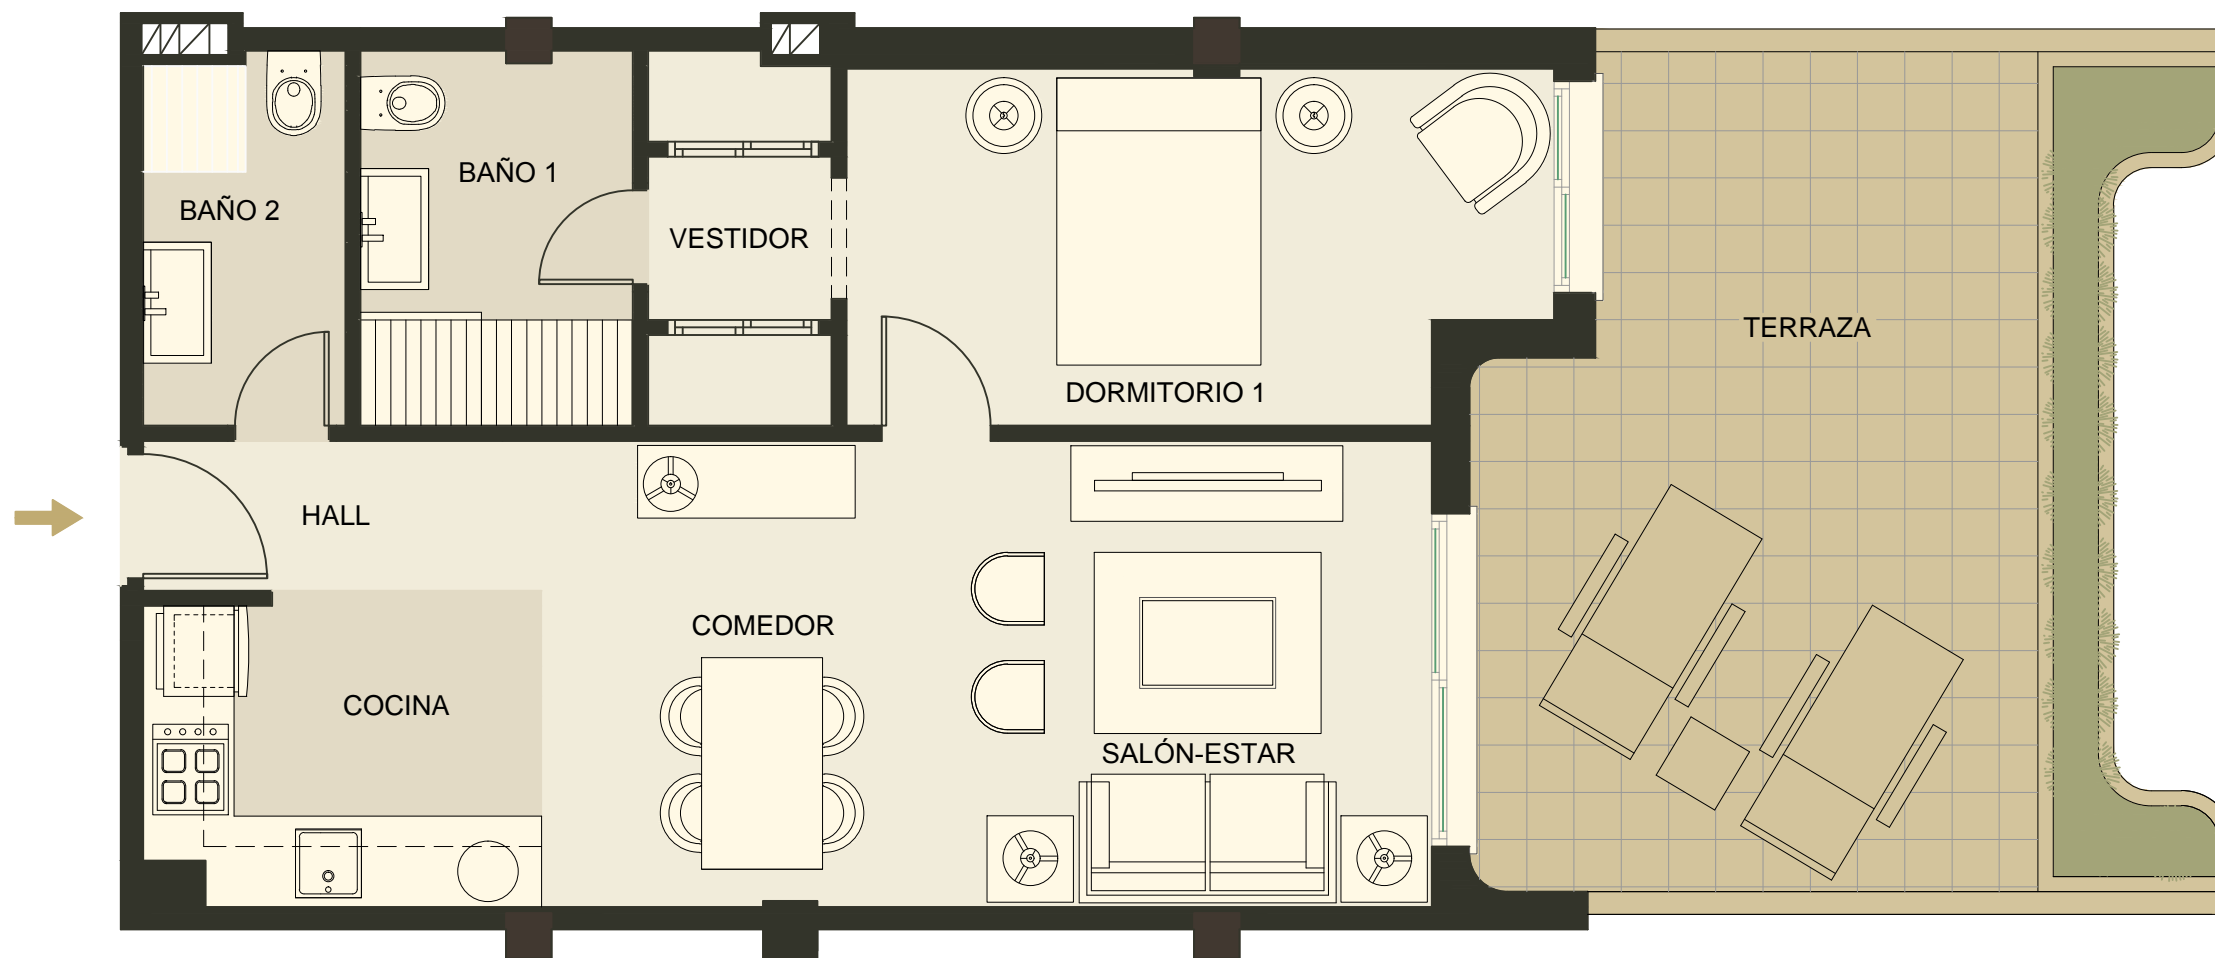 BAÑO 1
BAÑO 2
VESTIDOR
TERRAZA
DORMITORIO 1
HALL
COMEDOR
COCINA
SALÓN-ESTAR